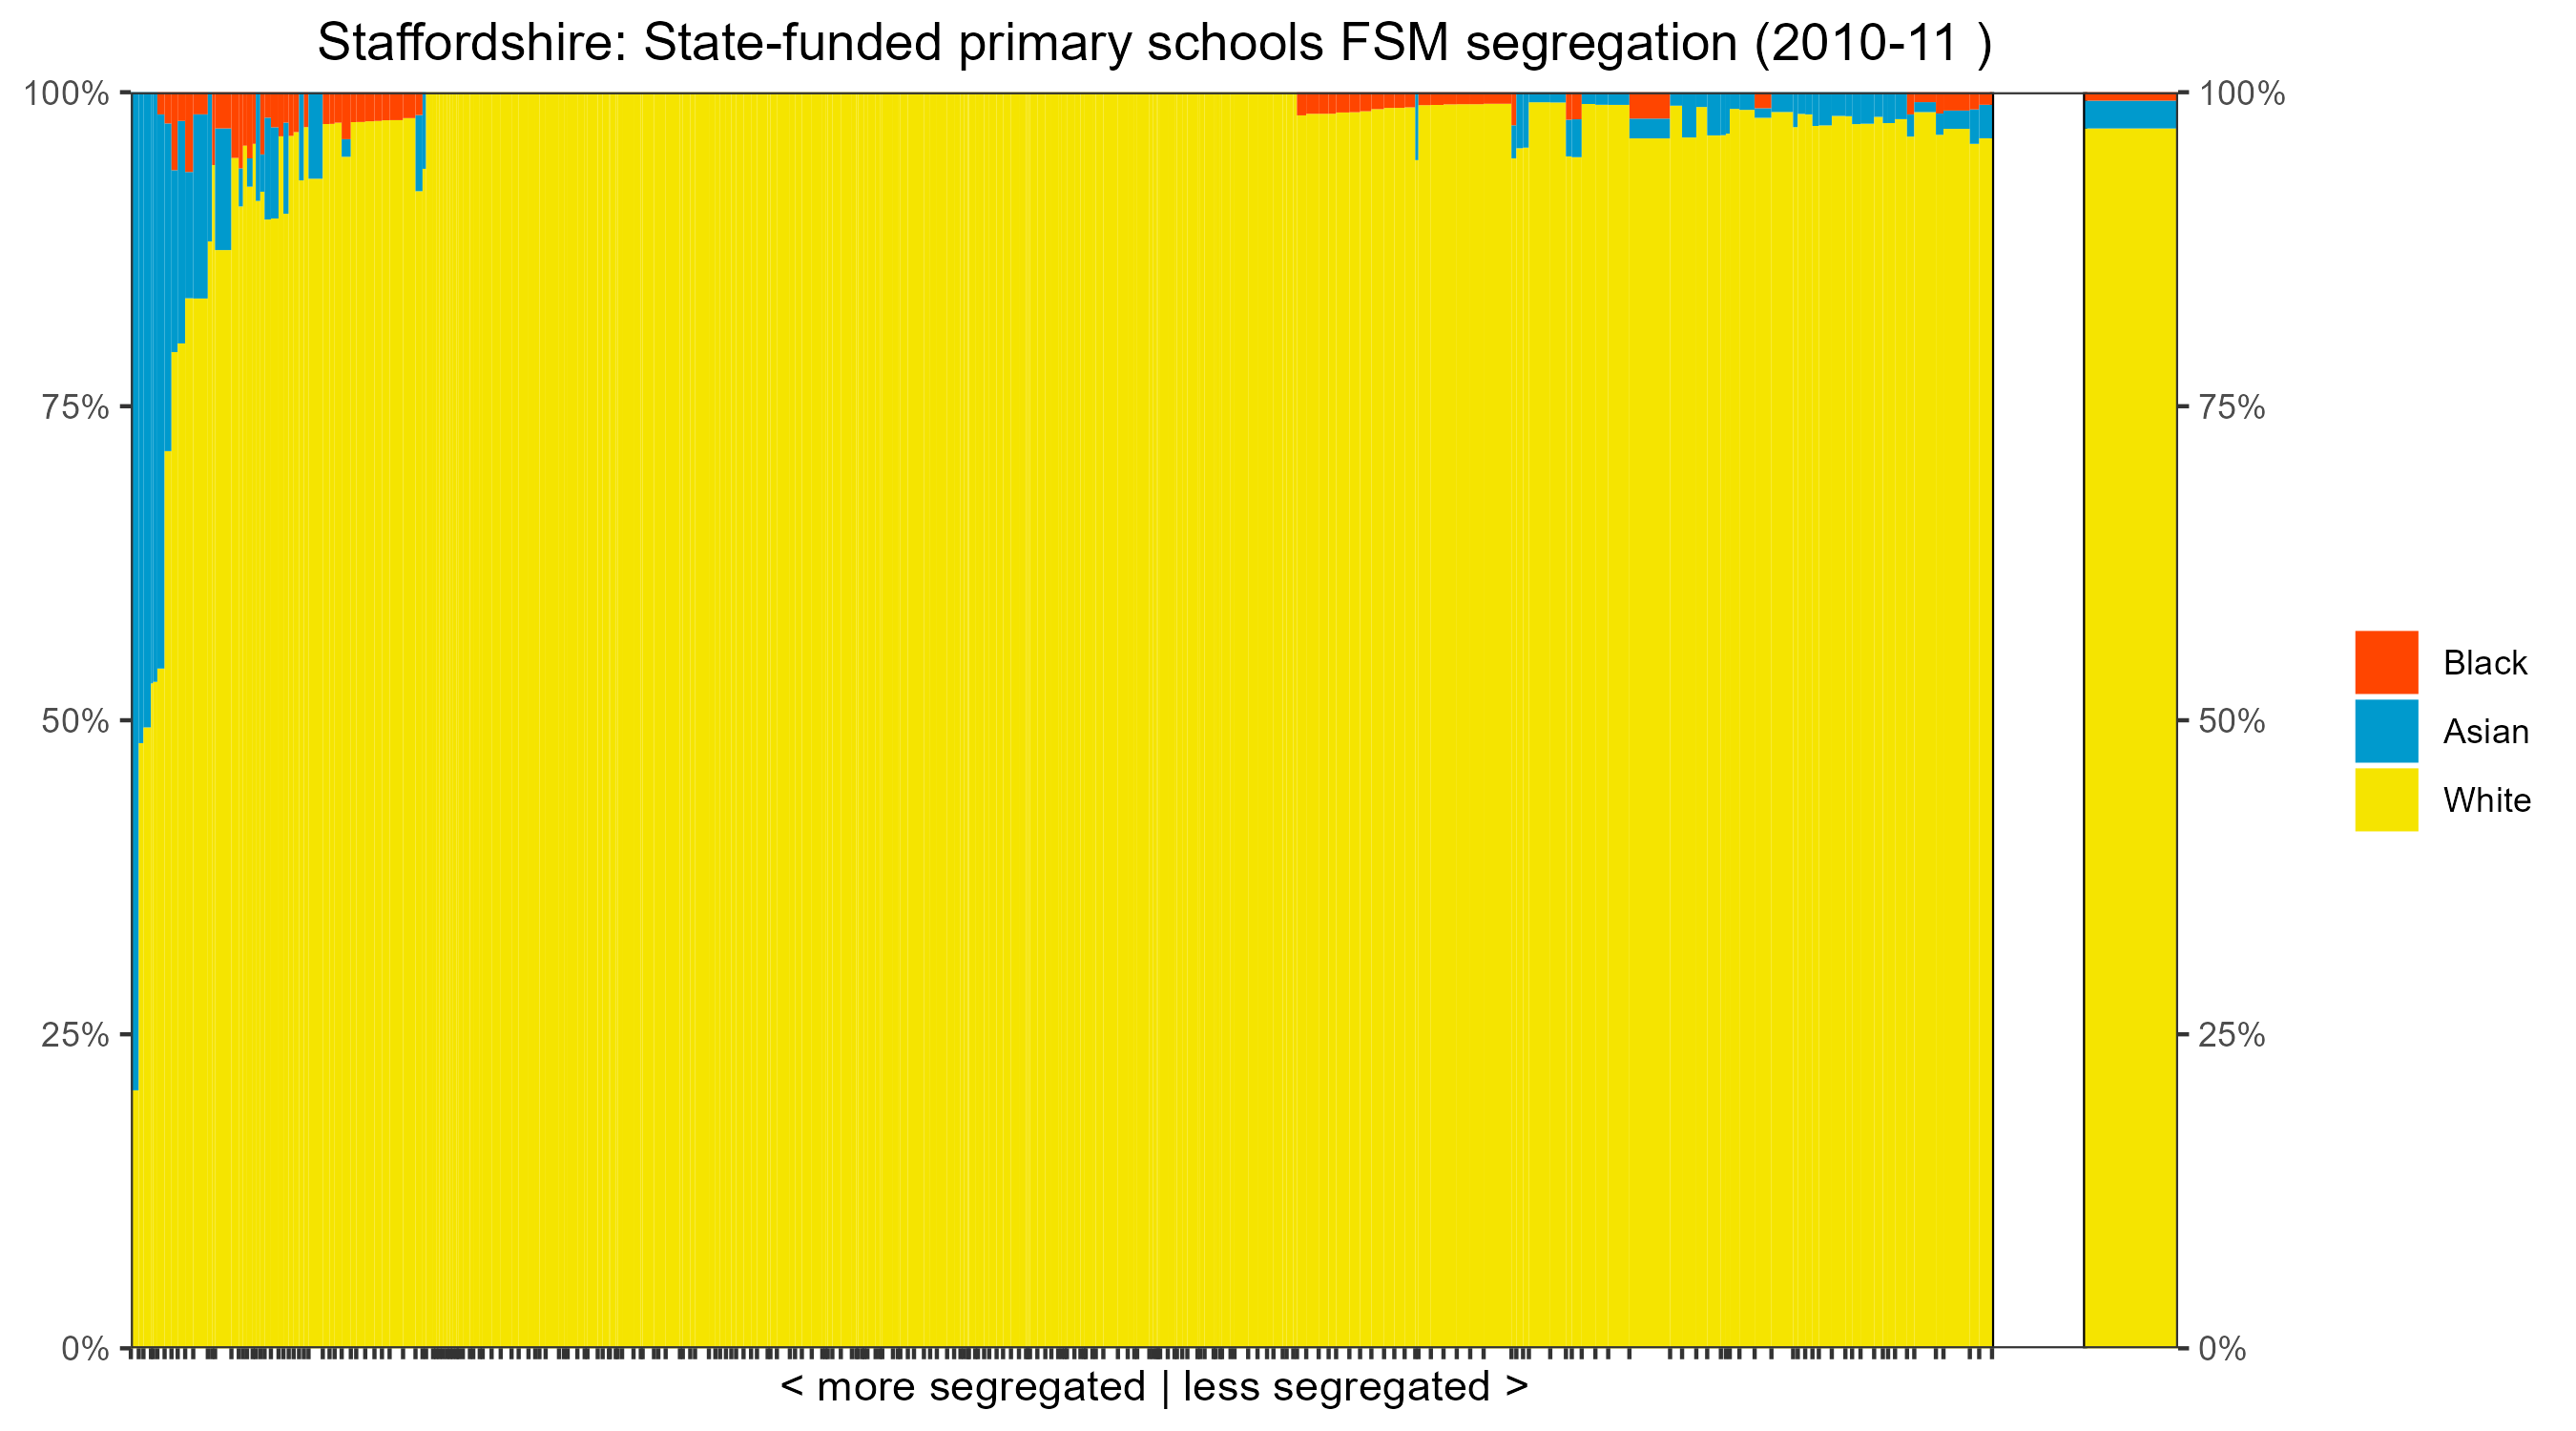 Staffordshire: State-funded primary schools FSM segregation (2010-11 )
100%
75%
50%
25%
0%
100%
75%
50%
25%
0%
Black
Asian
White
< more segregated | less segregated >